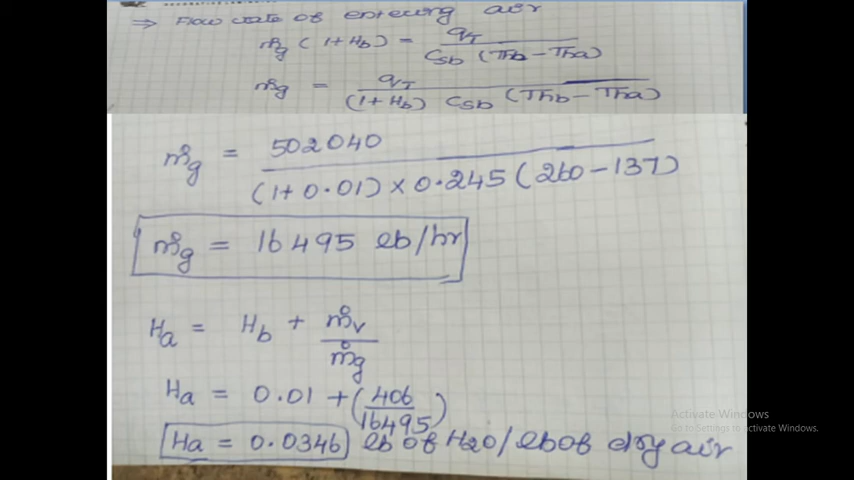 ⇒ Flow rate of entering air
ṁg (1+Hb) = qT / Csb (Thb − Tha)
ṁg = qT / (1+Hb) Csb (Thb − Tha)
ṁg = 502040 / (1+0.01) × 0.245 (260 − 137)
ṁg = 16495 lb/hr
Ha = Hb + ṁv / ṁg
Ha = 0.01 + (406 / 16495)
Ha = 0.0346 lb of H2O/lb of dry air
Activate Windows
Go to Settings to activate Windows.